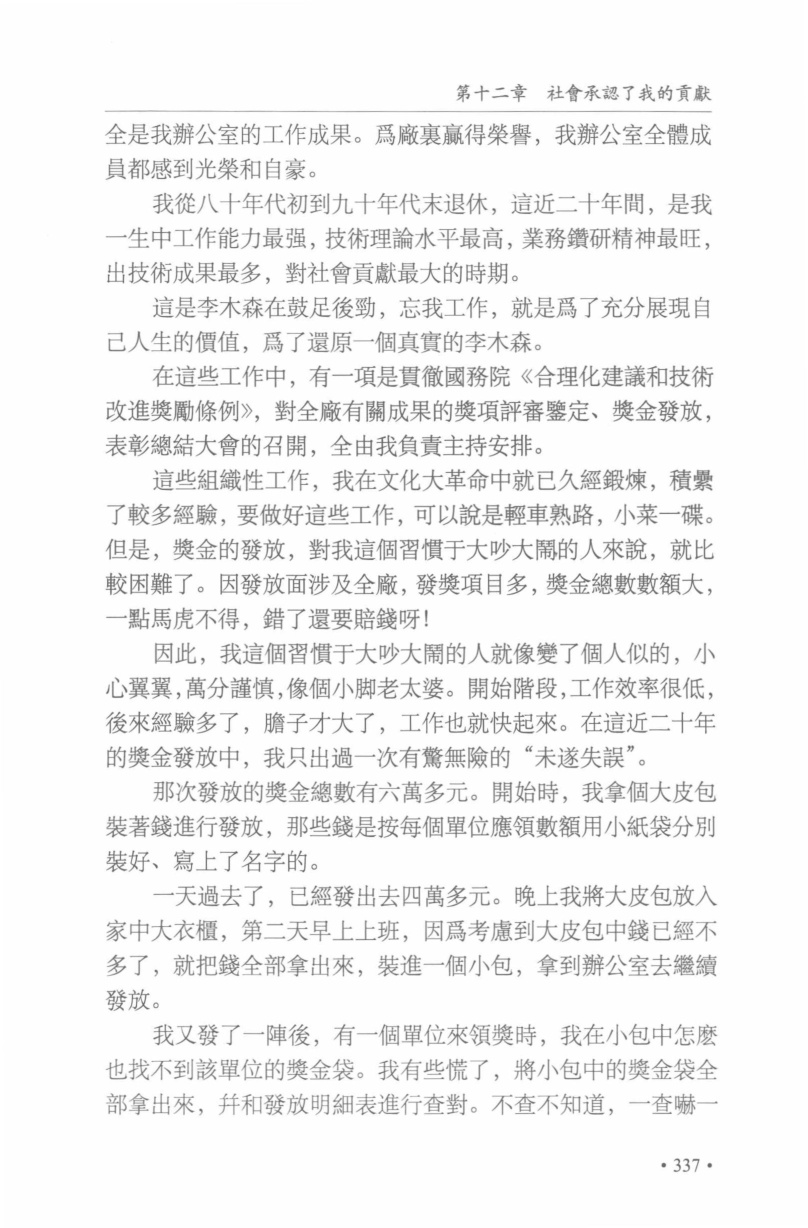 第十二章　社會承認了我的貢獻
全是我辦公室的工作成果。爲廠裏贏得榮譽，我辦公室全體成
員都感到光榮和自豪。
我從八十年代初到九十年代末退休，這近二十年間，是我
一生中工作能力最强，技術理論水平最高，業務鑽研精神最旺，
出技術成果最多，對社會貢獻最大的時期。
這是李木森在鼓足後勁，忘我工作，就是爲了充分展現自
己人生的價值，爲了還原一個真實的李木森。
在這些工作中，有一項是貫徹國務院《合理化建議和技術
改進獎勵條例》，對全廠有關成果的獎項評審鑒定、獎金發放，
表彰總結大會的召開，全由我負責主持安排。
這些組織性工作，我在文化大革命中就已久經鍛煉，積纍
了較多經驗，要做好這些工作，可以說是輕車熟路，小菜一碟。
但是，獎金的發放，對我這個習慣于大吵大鬧的人來說，就比
較困難了。因發放面涉及全廠，發獎項目多，獎金總數數額大，
一點馬虎不得，錯了還要賠錢呀！
因此，我這個習慣于大吵大鬧的人就像變了個人似的，小
心翼翼，萬分謹慎，像個小脚老太婆。開始階段，工作效率很低，
後來經驗多了，膽子才大了，工作也就快起來。在這近二十年
的獎金發放中，我只出過一次有驚無險的“未遂失誤”。
那次發放的獎金總數有六萬多元。開始時，我拿個大皮包
裝著錢進行發放，那些錢是按每個單位應領數額用小紙袋分別
裝好、寫上了名字的。
一天過去了，已經發出去四萬多元。晚上我將大皮包放入
家中大衣櫃，第二天早上上班，因爲考慮到大皮包中錢已經不
多了，就把錢全部拿出來，裝進一個小包，拿到辦公室去繼續
發放。
我又發了一陣後，有一個單位來領獎時，我在小包中怎麽
也找不到該單位的獎金袋。我有些慌了，將小包中的獎金袋全
部拿出來，幷和發放明細表進行查對。不查不知道，一查嚇一
·337·